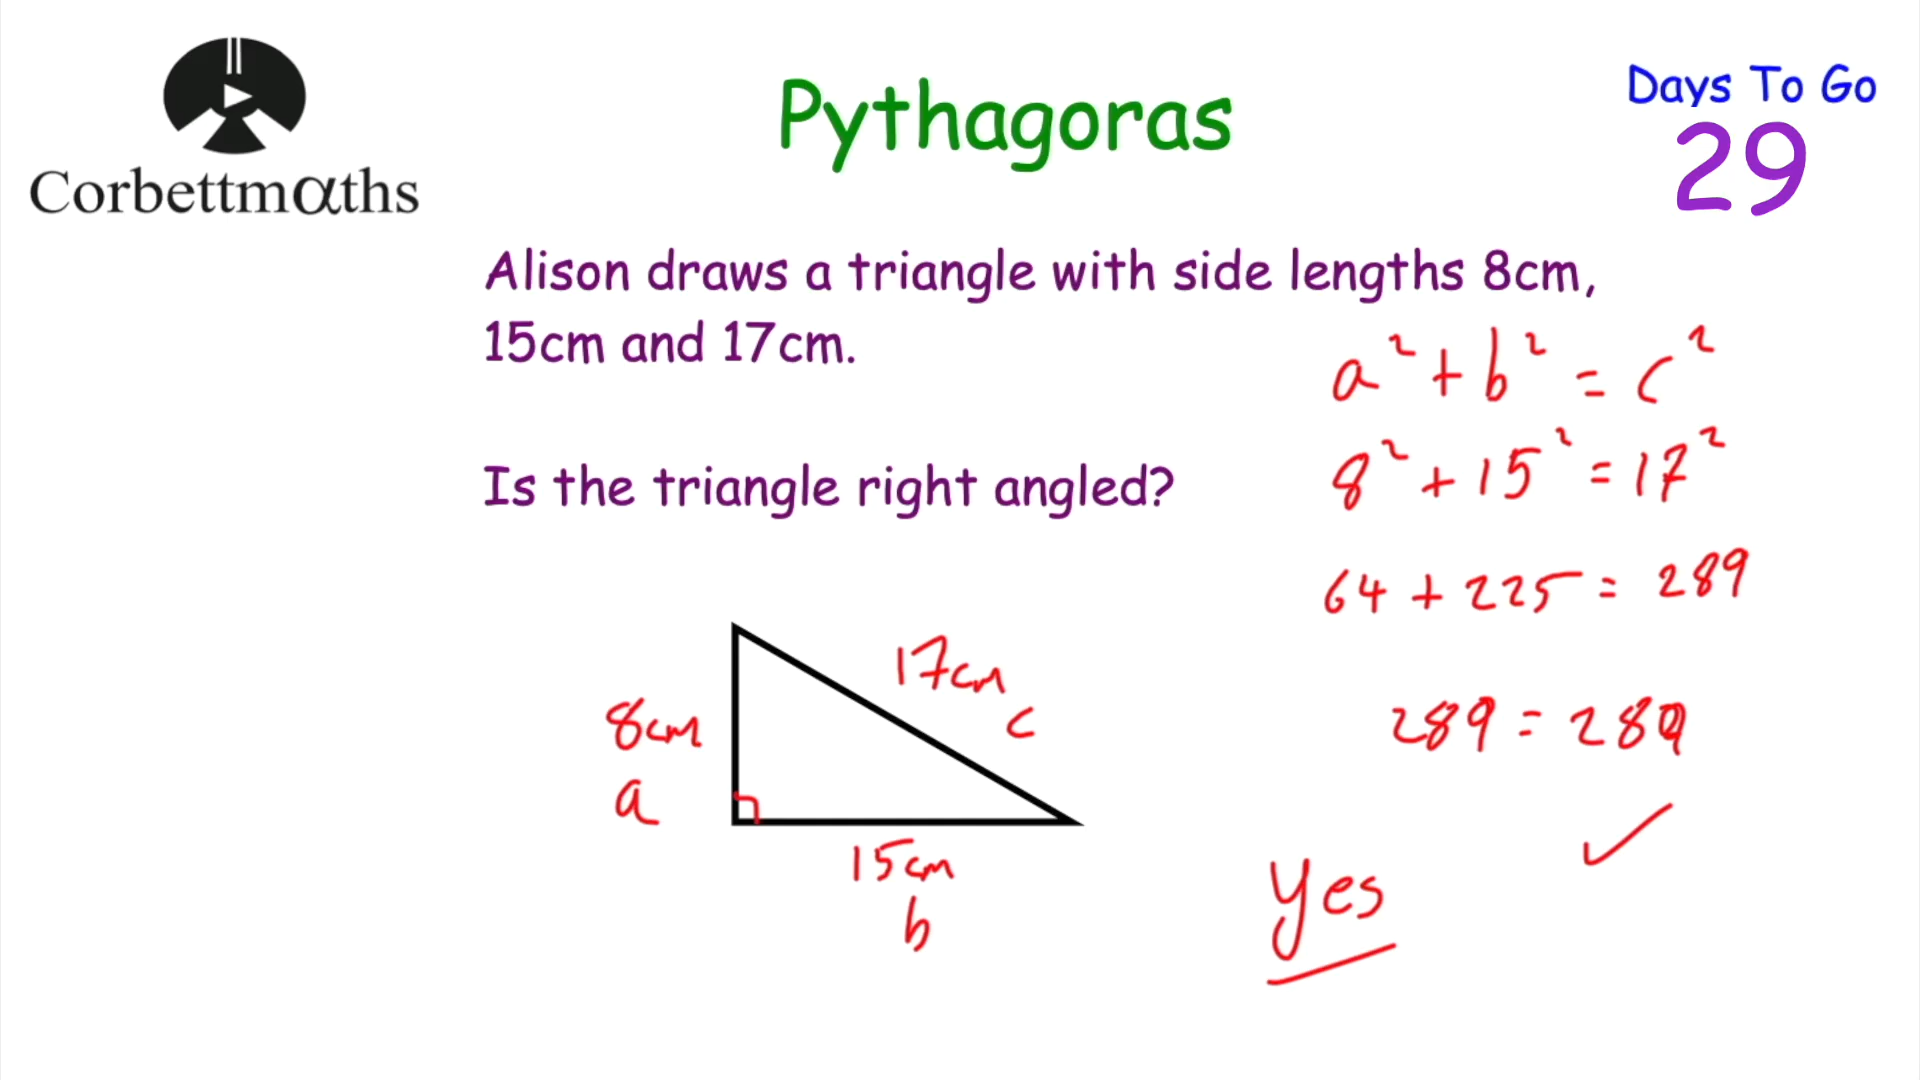 Corbettmαths
Pythagoras
Days To Go
29
Alison draws a triangle with side lengths 8cm,
15cm and 17cm.
Is the triangle right angled?
a² + b² = c²
8² + 15² = 17²
64 + 225 = 289
289 = 289
17cm
c
8cm
a
15cm
b
Yes